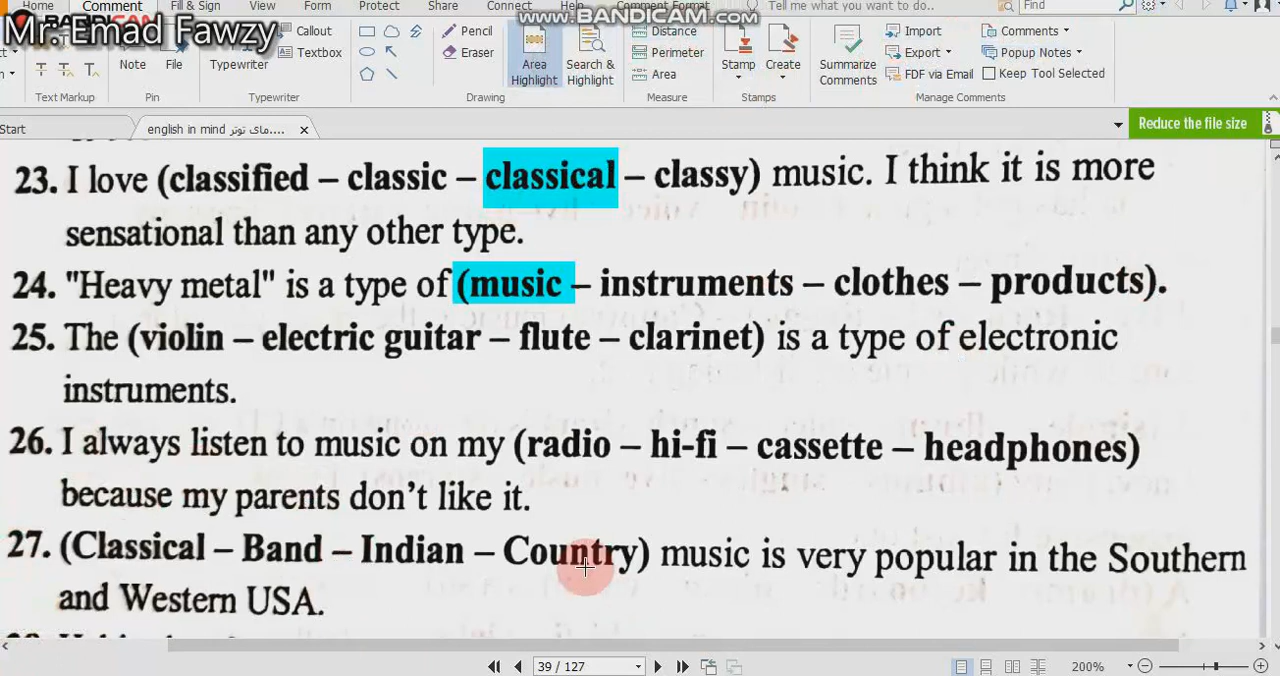 Home Comment Fill & Sign View Form Protect Share Connect Help Tell me what you want to do... Find
www.BANDICAM.com
BANDICAM
Mr. Emad Fawzy
Callout Pencil Distance Import Comments
Note File Typewriter Textbox Eraser Area Highlight Search & Highlight Perimeter Stamp Create Summarize Comments Export Popup Notes
Area FDF via Email Keep Tool Selected
Text Markup Pin Typewriter Drawing Measure Stamps Manage Comments
Start english in mind ماى توتر.... Reduce the file size
23. I love (classified – classic – classical – classy) music. I think it is more
sensational than any other type.
24. "Heavy metal" is a type of (music – instruments – clothes – products).
25. The (violin – electric guitar – flute – clarinet) is a type of electronic
instruments.
26. I always listen to music on my (radio – hi-fi – cassette – headphones)
because my parents don't like it.
27. (Classical – Band – Indian – Country) music is very popular in the Southern
and Western USA.
39 / 127 200%